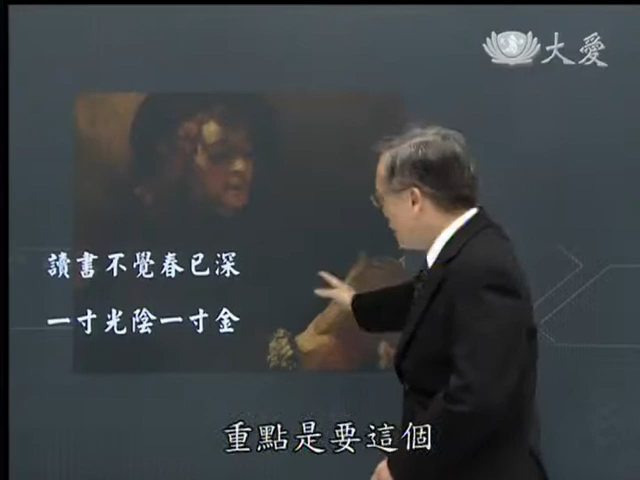 大愛
讀書不覺春已深
一寸光陰一寸金
重點是要這個